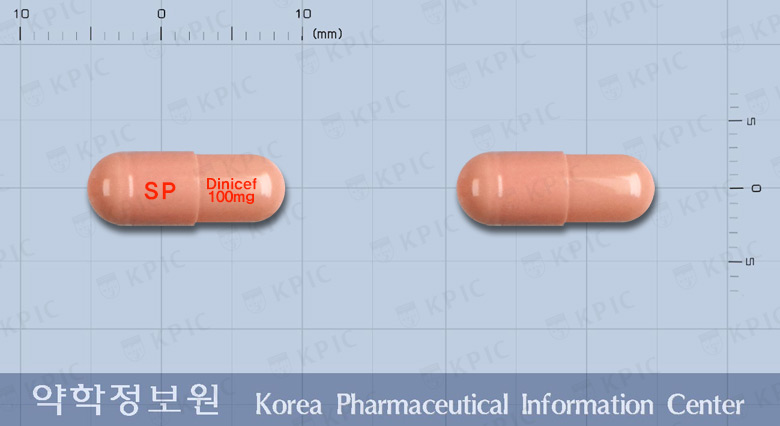 10 0 10
(mm)
SP
Dinicef
100mg
5
0
5
KPIC
약학정보원 Korea Pharmaceutical Information Center